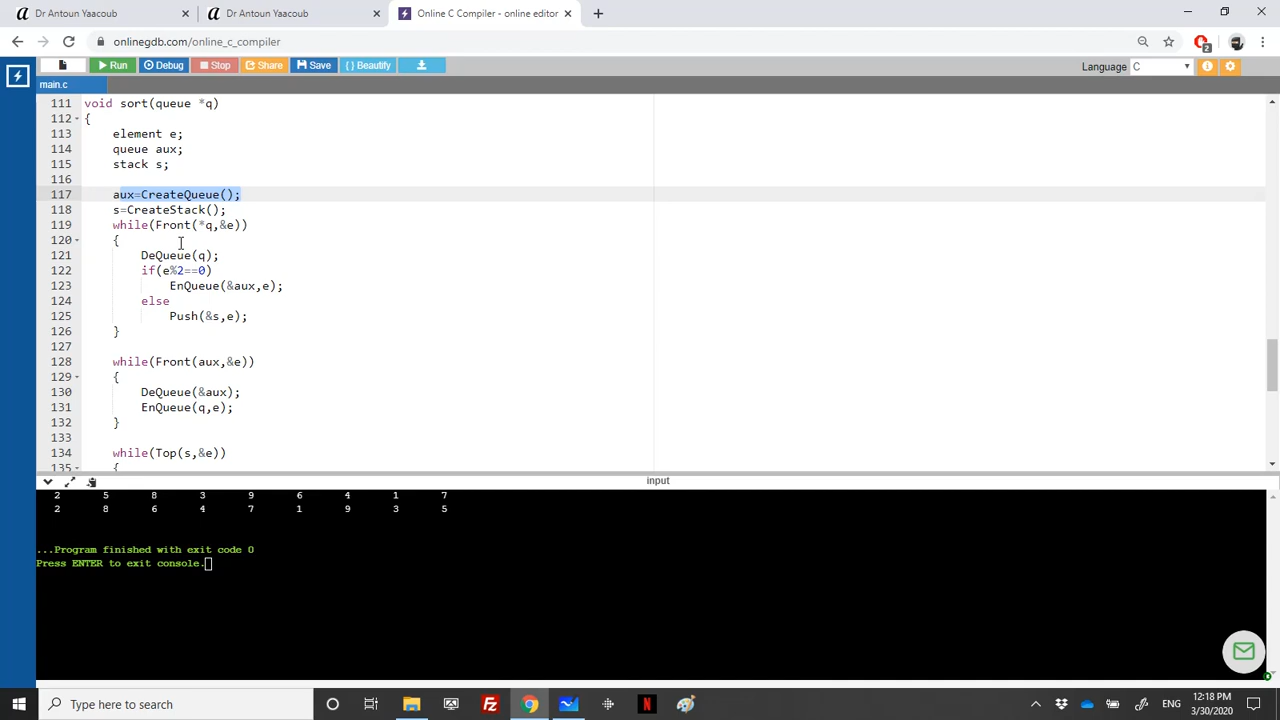 Dr Antoun Yaacoub
Dr Antoun Yaacoub
Online C Compiler - online editor
onlinegdb.com/online_c_compiler
2
Run
Debug
Stop
Share
Save
{ } Beautify
Language C
main.c
111 void sort(queue *q)
112 {
113 element e;
114 queue aux;
115 stack s;
116
117 aux=CreateQueue();
118 s=CreateStack();
119 while(Front(*q,&e))
120 {
121 DeQueue(q);
122 if(e%2==0)
123 EnQueue(&aux,e);
124 else
125 Push(&s,e);
126 }
127
128 while(Front(aux,&e))
129 {
130 DeQueue(&aux);
131 EnQueue(q,e);
132 }
133
134 while(Top(s,&e))
135 {
input
2 5 8 3 9 6 4 1 7
2 8 6 4 7 1 9 3 5
...Program finished with exit code 0
Press ENTER to exit console.
Type here to search
ENG
12:18 PM
3/30/2020